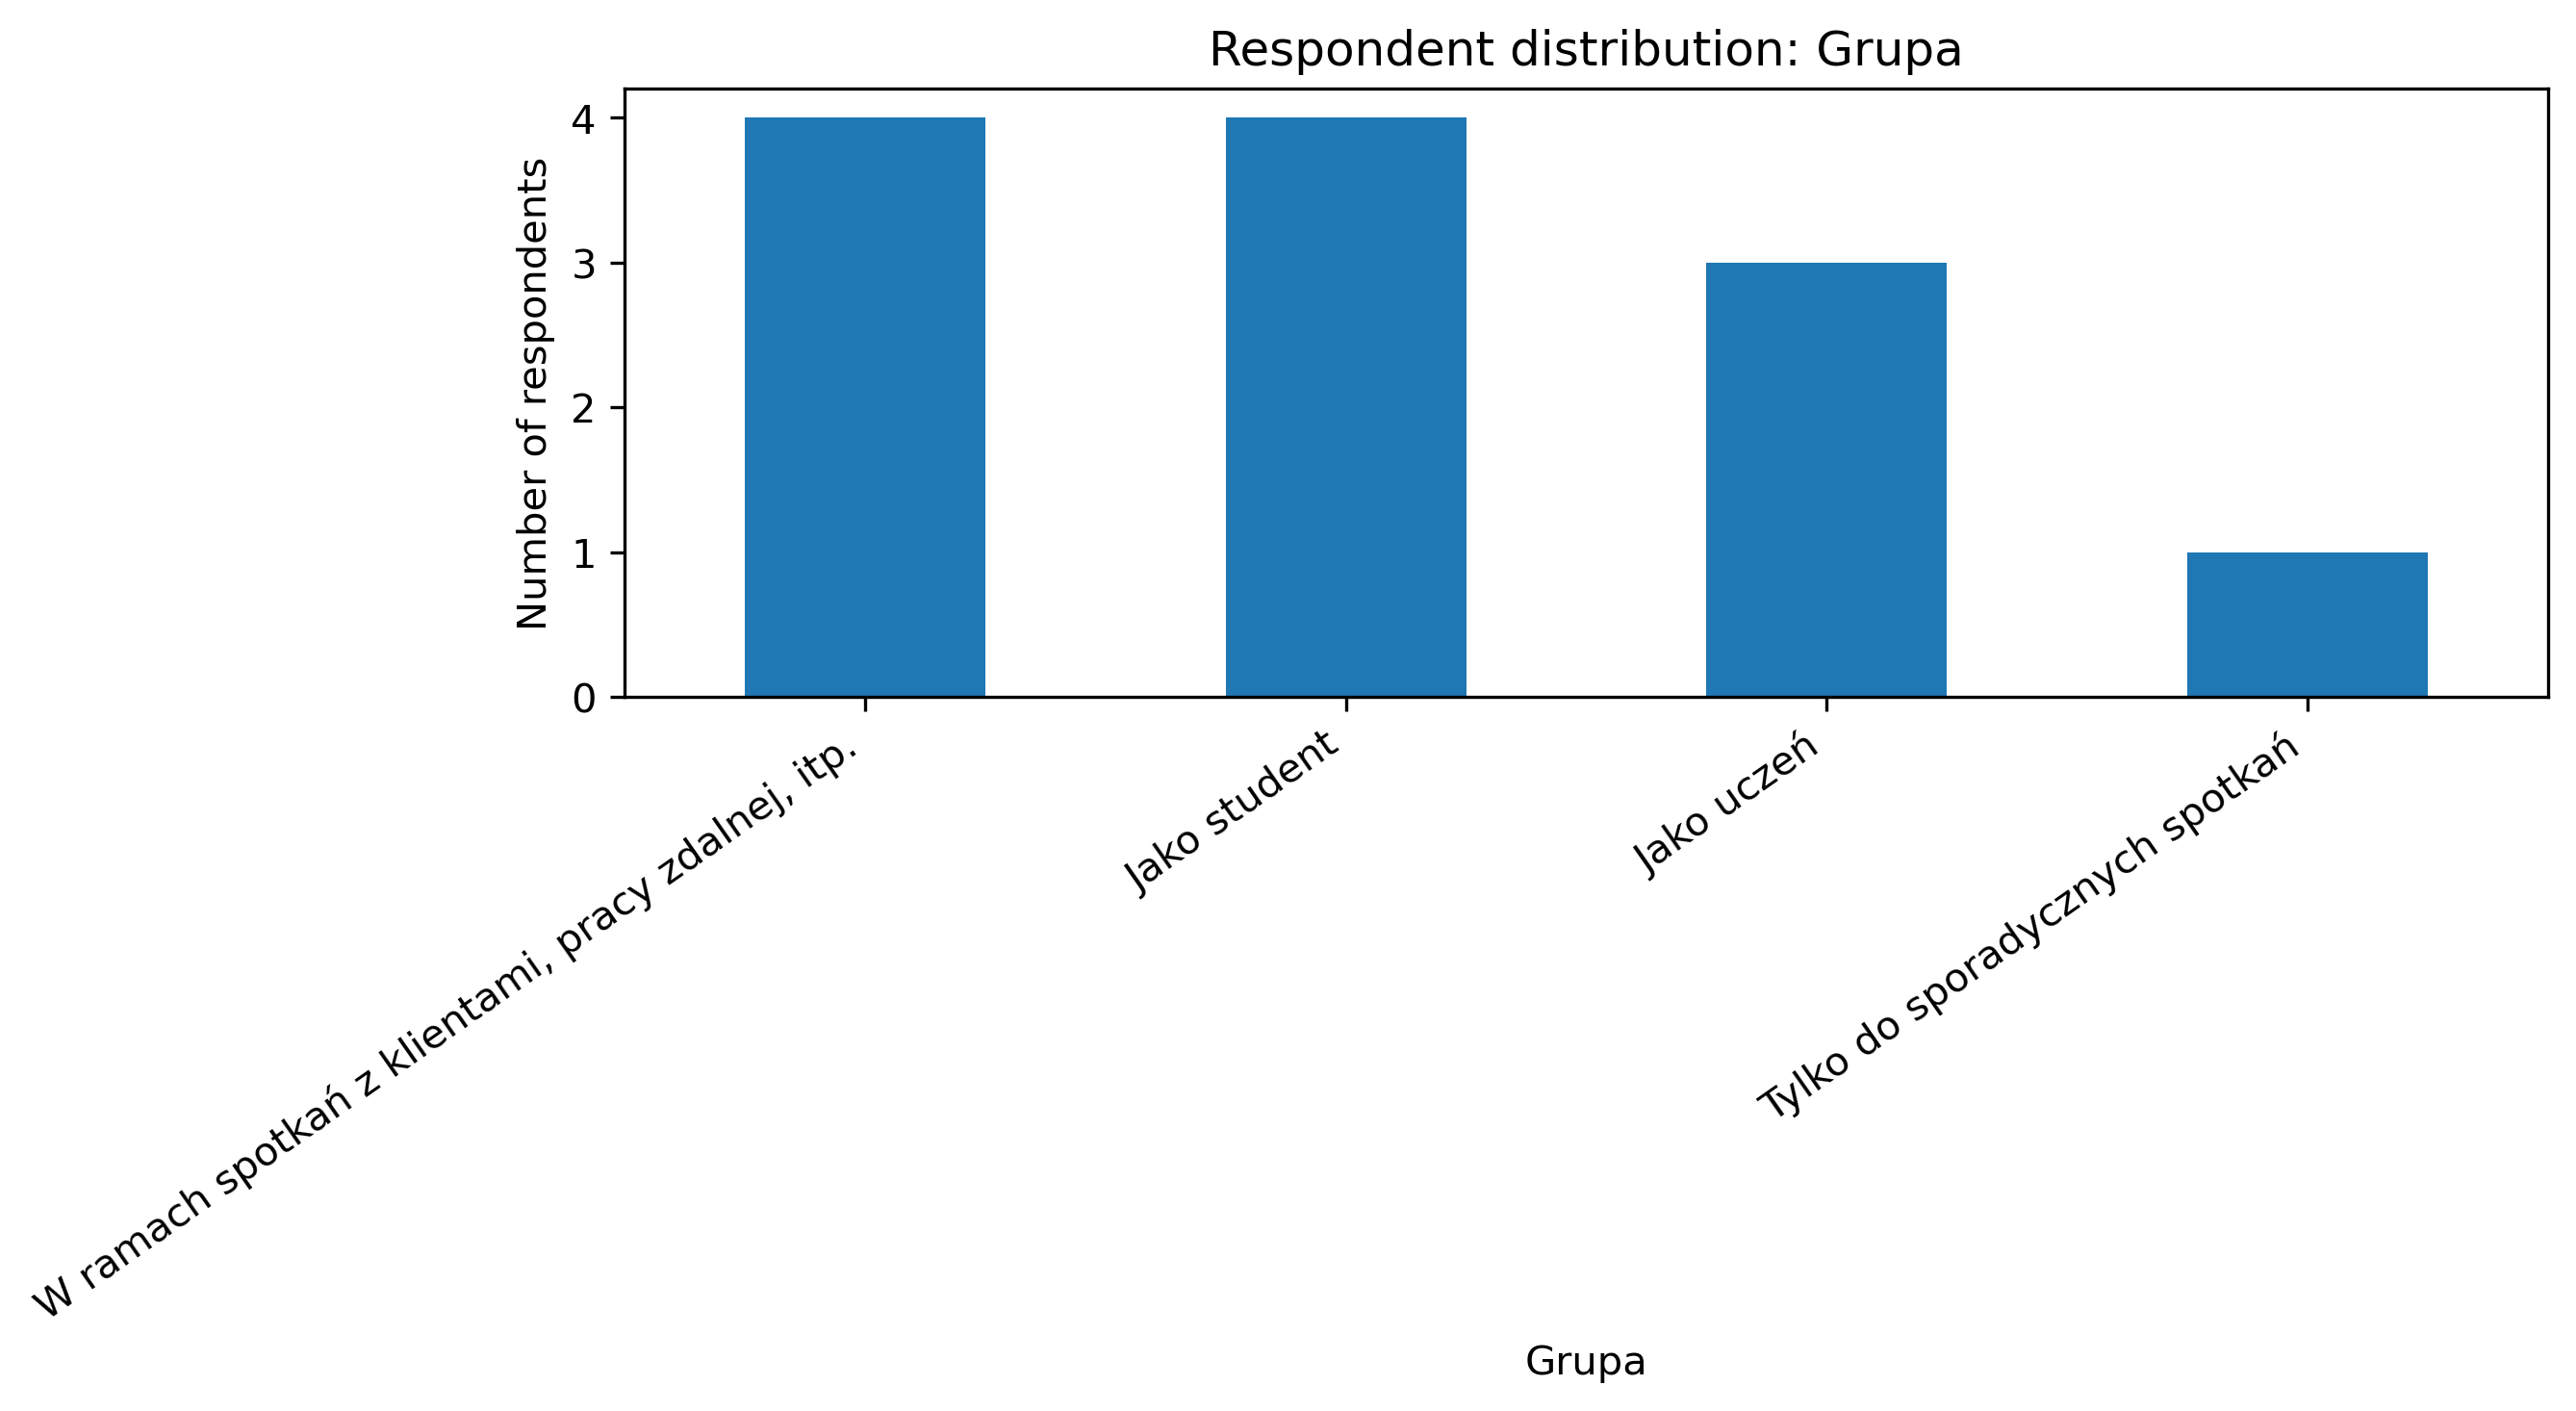 Respondent distribution: Grupa
Number of respondents
4
3
2
1
0
W ramach spotkań z klientami, pracy zdalnej, itp.
Jako student
Jako uczeń
Tylko do sporadycznych spotkań
Grupa